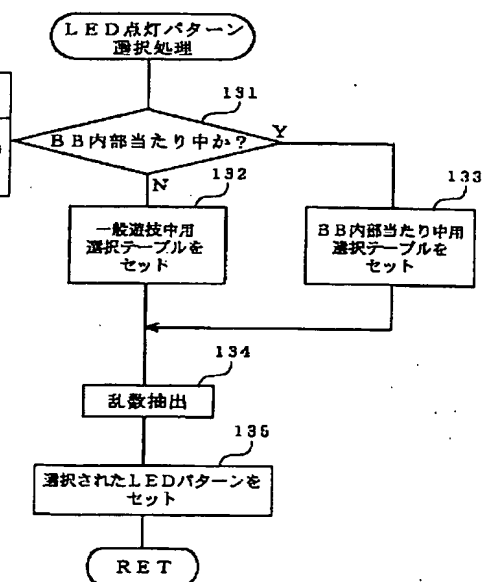 LED点灯パターン
選択処理
131
BB内部当たり中か?
Y
N
132
一般遊技中用
選択テーブルを
セット
133
BB内部当たり中用
選択テーブルを
セット
134
乱数抽出
135
選択されたLEDパターンを
セット
RET